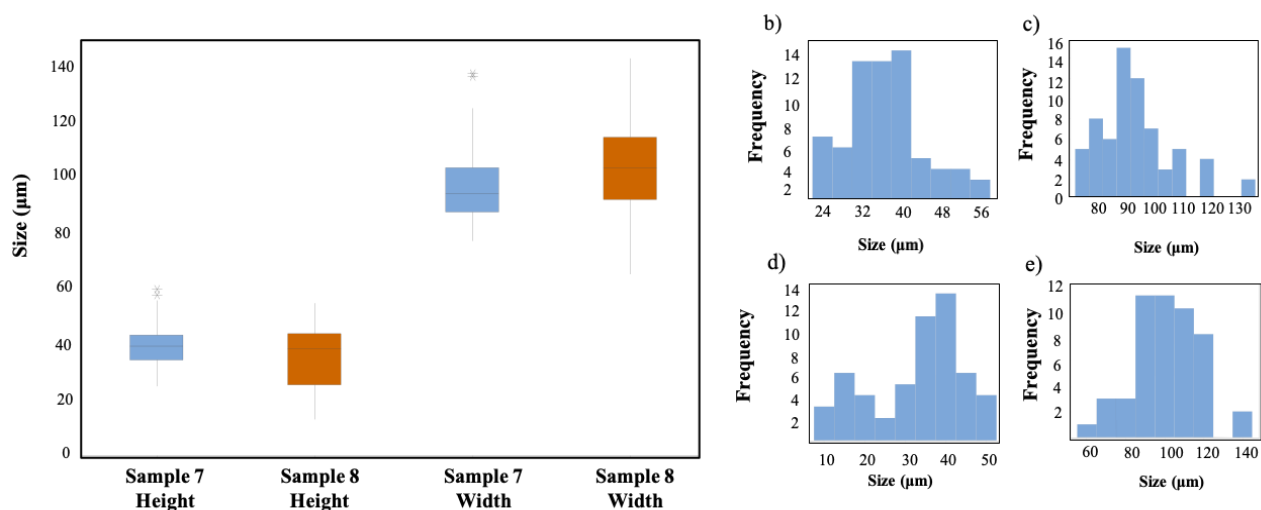 140
120
100
80
60
40
20
0
Size (µm)
Sample 7
Height
Sample 8
Height
Sample 7
Width
Sample 8
Width
b)
14
12
10
8
6
4
2
Frequency
24 32 40 48 56
Size (µm)
c)
16
14
12
10
8
6
4
2
0
Frequency
80 90 100 110 120 130
Size (µm)
d)
14
12
10
8
6
4
2
Frequency
10 20 30 40 50
Size (µm)
e)
12
10
8
6
4
2
Frequency
60 80 100 120 140
Size (µm)